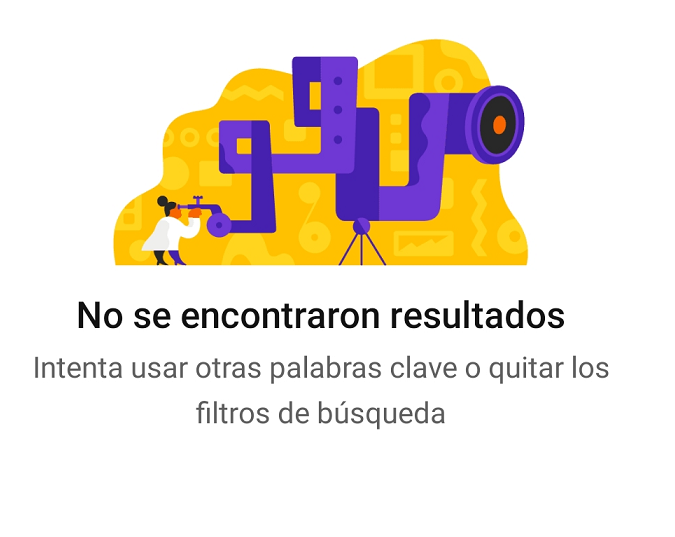 No se encontraron resultados
Intenta usar otras palabras clave o quitar los
filtros de búsqueda